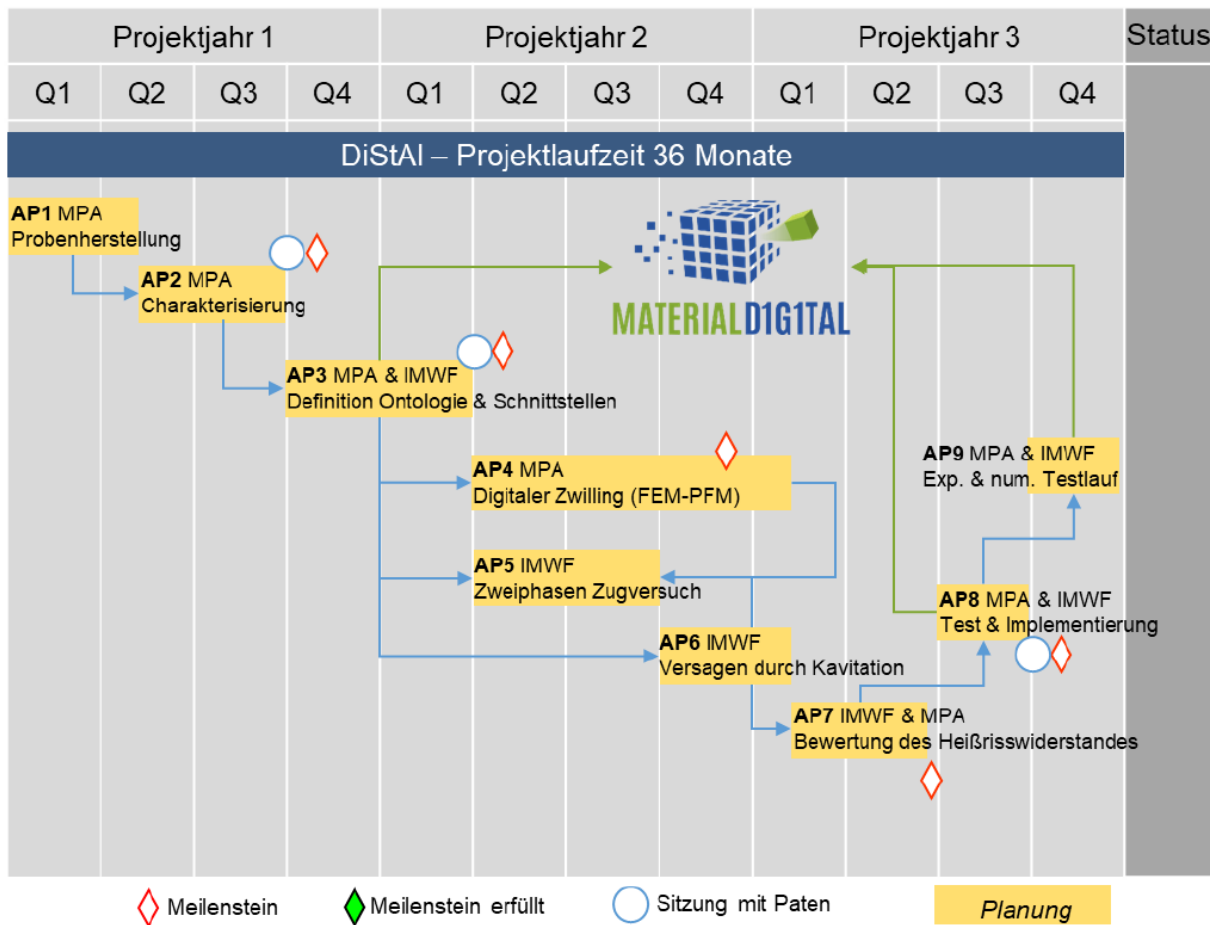 Projektjahr 1 Projektjahr 2 Projektjahr 3 Status
Q1 Q2 Q3 Q4 Q1 Q2 Q3 Q4 Q1 Q2 Q3 Q4
DiStAl – Projektlaufzeit 36 Monate
AP1 MPA
Probenherstellung
AP2 MPA
Charakterisierung
MATERIALD1G1TAL
AP3 MPA & IMWF
Definition Ontologie & Schnittstellen
AP4 MPA
Digitaler Zwilling (FEM-PFM)
AP9 MPA & IMWF
Exp. & num. Testlauf
AP5 IMWF
Zweiphasen Zugversuch
AP8 MPA & IMWF
Test & Implementierung
AP6 IMWF
Versagen durch Kavitation
AP7 IMWF & MPA
Bewertung des Heißrisswiderstandes
Meilenstein Meilenstein erfüllt Sitzung mit Paten Planung